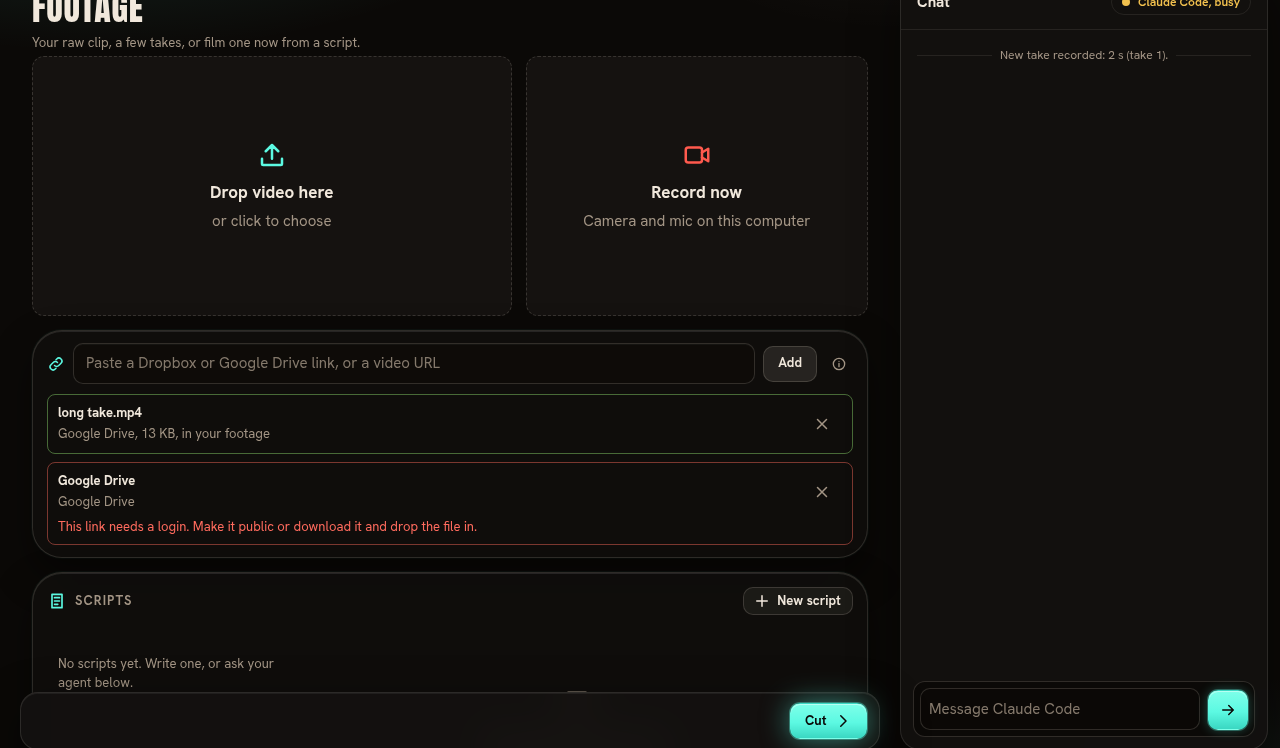 FOOTAGE
Your raw clip, a few takes, or film one now from a script.
Drop video here
or click to choose
Record now
Camera and mic on this computer
Paste a Dropbox or Google Drive link, or a video URL
Add
long take.mp4
Google Drive, 13 KB, in your footage
Google Drive
Google Drive
This link needs a login. Make it public or download it and drop the file in.
SCRIPTS
New script
No scripts yet. Write one, or ask your
agent below.
Cut
Chat
Claude Code, busy
New take recorded: 2 s (take 1).
Message Claude Code